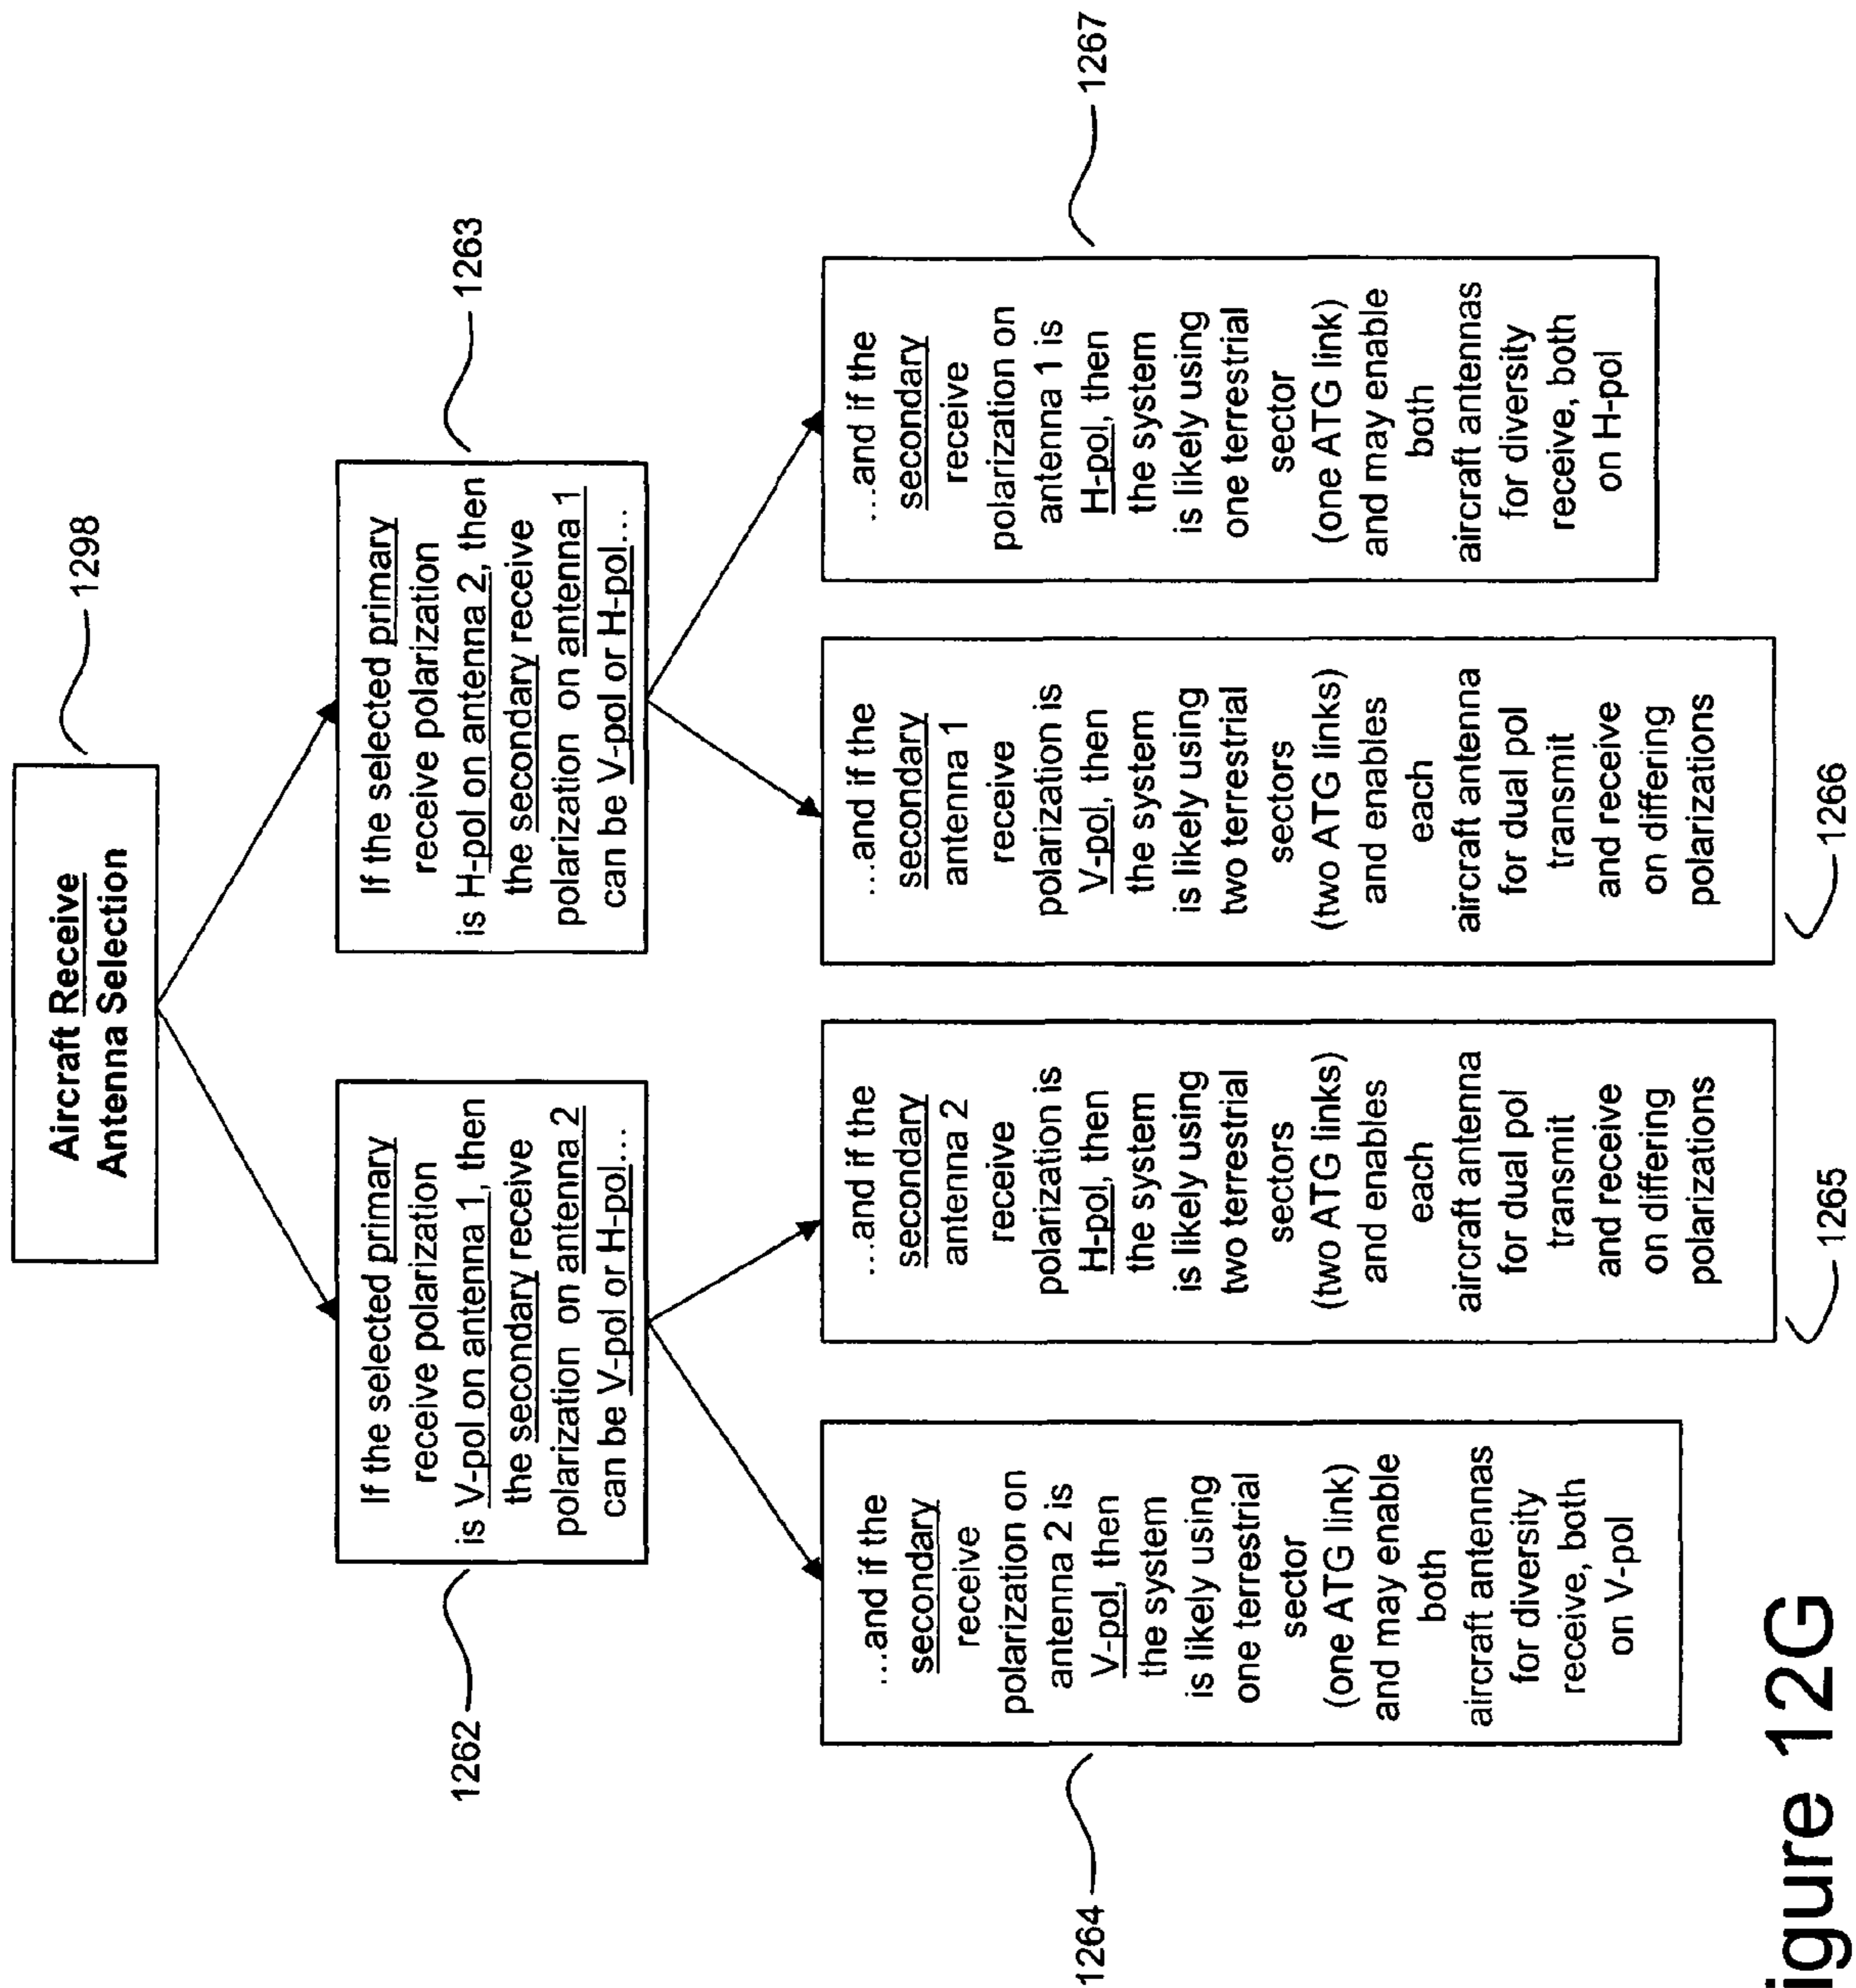 Aircraft Receive
Antenna Selection
1298
1262
If the selected primary
receive polarization
is V-pol on antenna 1, then
the secondary receive
polarization on antenna 2
can be V-pol or H-pol...
If the selected primary
receive polarization
is H-pol on antenna 2, then
the secondary receive
polarization on antenna 1
can be V-pol or H-pol...
1263
1264
...and if the
secondary
receive
polarization on
antenna 2 is
V-pol, then
the system
is likely using
one terrestrial
sector
(one ATG link)
and may enable
both
aircraft antennas
for diversity
receive, both
on V-pol
...and if the
secondary
antenna 2
receive
polarization is
H-pol, then
the system
is likely using
two terrestrial
sectors
(two ATG links)
and enables
each
aircraft antenna
for dual pol
transmit
and receive
on differing
polarizations
1265
...and if the
secondary
antenna 1
receive
polarization is
V-pol, then
the system
is likely using
two terrestrial
sectors
(two ATG links)
and enables
each
aircraft antenna
for dual pol
transmit
and receive
on differing
polarizations
1266
...and if the
secondary
receive
polarization on
antenna 1 is
H-pol, then
the system
is likely using
one terrestrial
sector
(one ATG link)
and may enable
both
aircraft antennas
for diversity
receive, both
on H-pol
1267
igure 12G